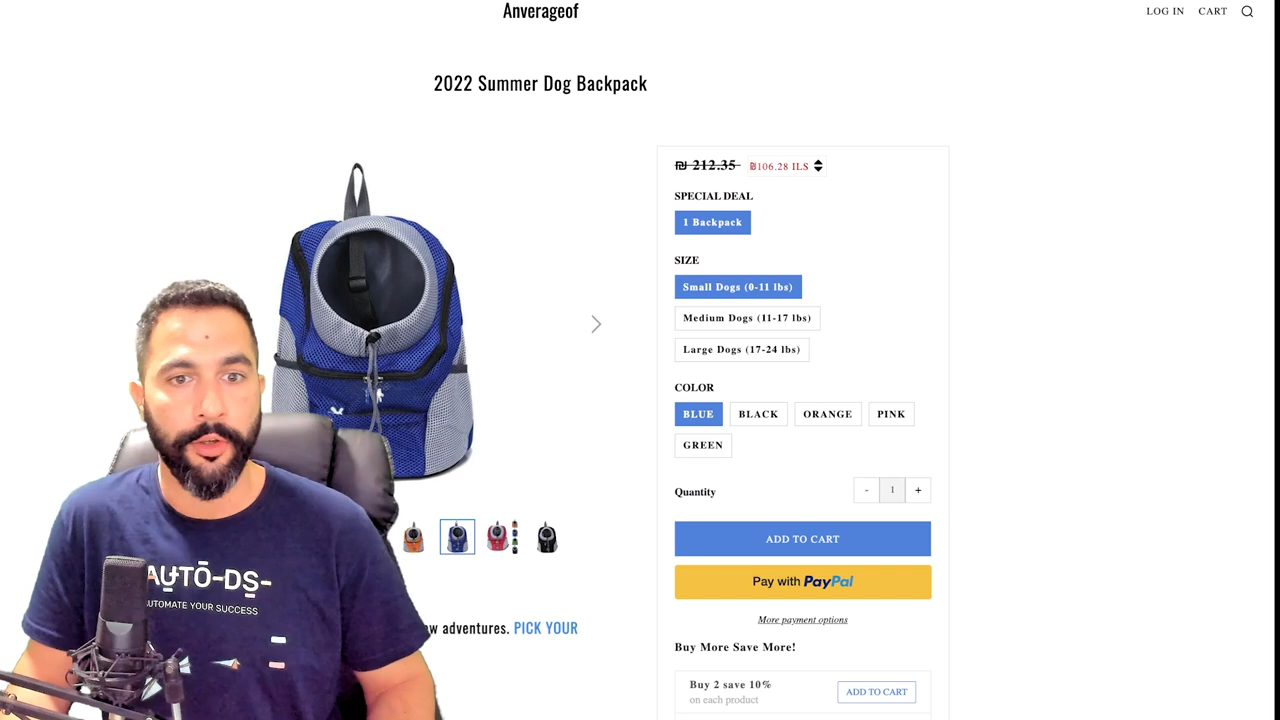 Anverageof
LOG IN CART
2022 Summer Dog Backpack
₪ 212.35 ₪106.28 ILS
SPECIAL DEAL
1 Backpack
SIZE
Small Dogs (0-11 lbs)
Medium Dogs (11-17 lbs)
Large Dogs (17-24 lbs)
COLOR
BLUE BLACK ORANGE PINK
GREEN
Quantity - 1 +
ADD TO CART
Pay with PayPal
More payment options
adventures. PICK YOUR
Buy More Save More!
Buy 2 save 10%
on each product
ADD TO CART
AUTO-DS-
AUTOMATE YOUR SUCCESS